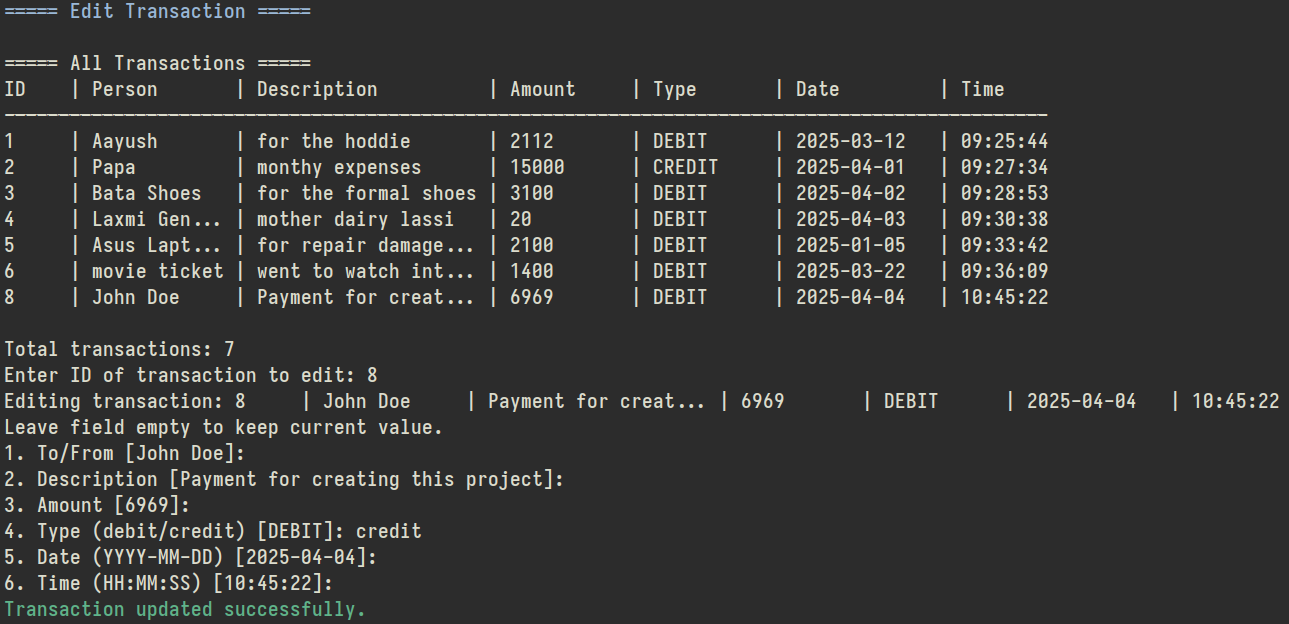 ===== Edit Transaction =====
===== All Transactions =====
ID | Person | Description | Amount | Type | Date | Time
-----------------------------------------------------------------------------------------------
1 | Aayush | for the hoddie | 2112 | DEBIT | 2025-03-12 | 09:25:44
2 | Papa | monthy expenses | 15000 | CREDIT | 2025-04-01 | 09:27:34
3 | Bata Shoes | for the formal shoes | 3100 | DEBIT | 2025-04-02 | 09:28:53
4 | Laxmi Gen... | mother dairy lassi | 20 | DEBIT | 2025-04-03 | 09:30:38
5 | Asus Lapt... | for repair damage... | 2100 | DEBIT | 2025-01-05 | 09:33:42
6 | movie ticket | went to watch int... | 1400 | DEBIT | 2025-03-22 | 09:36:09
8 | John Doe | Payment for creat... | 6969 | DEBIT | 2025-04-04 | 10:45:22
Total transactions: 7
Enter ID of transaction to edit: 8
Editing transaction: 8 | John Doe | Payment for creat... | 6969 | DEBIT | 2025-04-04 | 10:45:22
Leave field empty to keep current value.
1. To/From [John Doe]:
2. Description [Payment for creating this project]:
3. Amount [6969]:
4. Type (debit/credit) [DEBIT]: credit
5. Date (YYYY-MM-DD) [2025-04-04]:
6. Time (HH:MM:SS) [10:45:22]:
Transaction updated successfully.